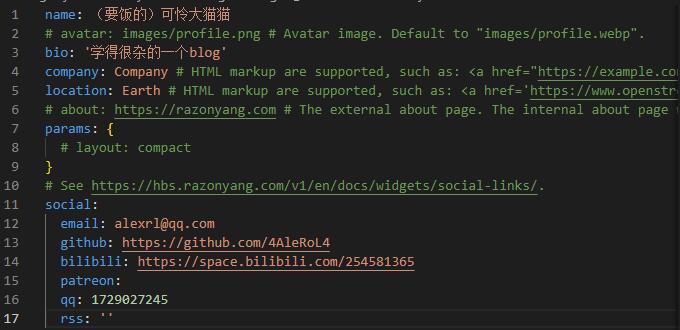 1 name: （要饭的）可怜大猫猫
2 # avatar: images/profile.png # Avatar image. Default to "images/profile.webp".
3 bio: '学得很杂的一个blog'
4 company: Company # HTML markup are supported, such as: <a href="https://example.co
5 location: Earth # HTML markup are supported, such as: <a href='https://www.openstr
6 # about: https://razonyang.com # The external about page. The internal about page
7 params: {
8 # layout: compact
9 }
10 # See https://hbs.razonyang.com/v1/en/docs/widgets/social-links/.
11 social:
12 email: alexrl@qq.com
13 github: https://github.com/4AleRoL4
14 bilibili: https://space.bilibili.com/254581365
15 patreon:
16 qq: 1729027245
17 rss: ''